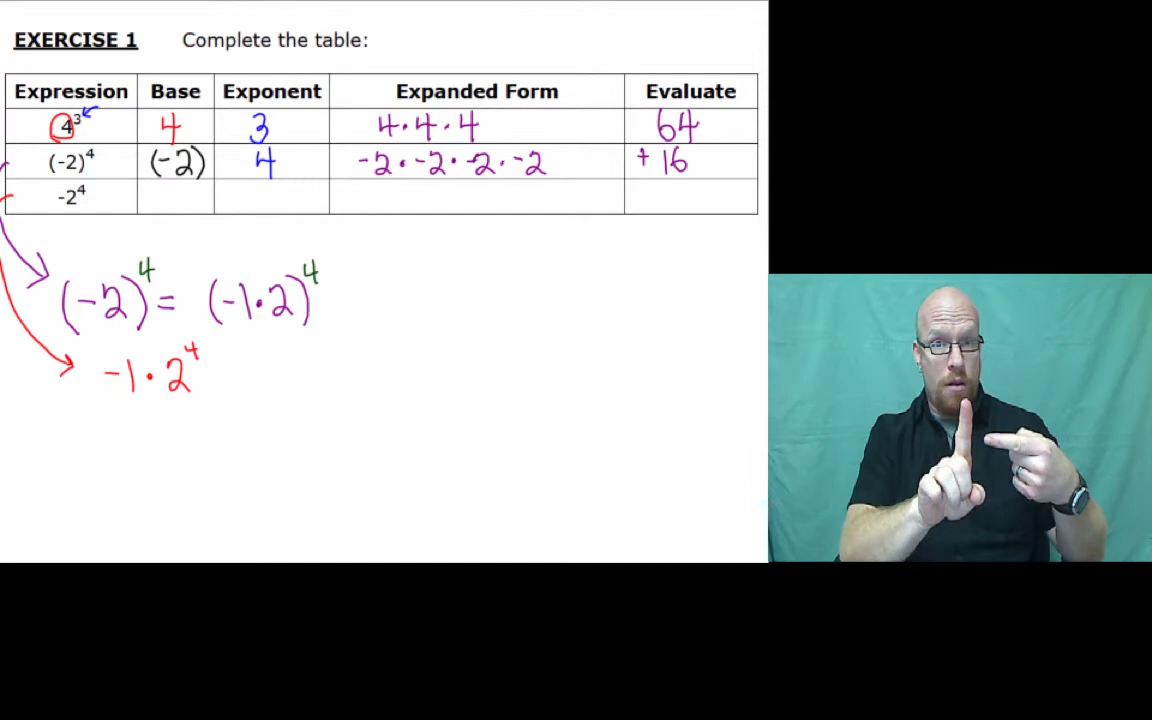 EXERCISE 1 Complete the table:
Expression Base Exponent Expanded Form Evaluate
4³ 4 3 4·4·4 64
(-2)⁴ (-2) 4 -2·-2·-2·-2 +16
-2⁴
(-2)⁴ = (-1·2)⁴
-1·2⁴